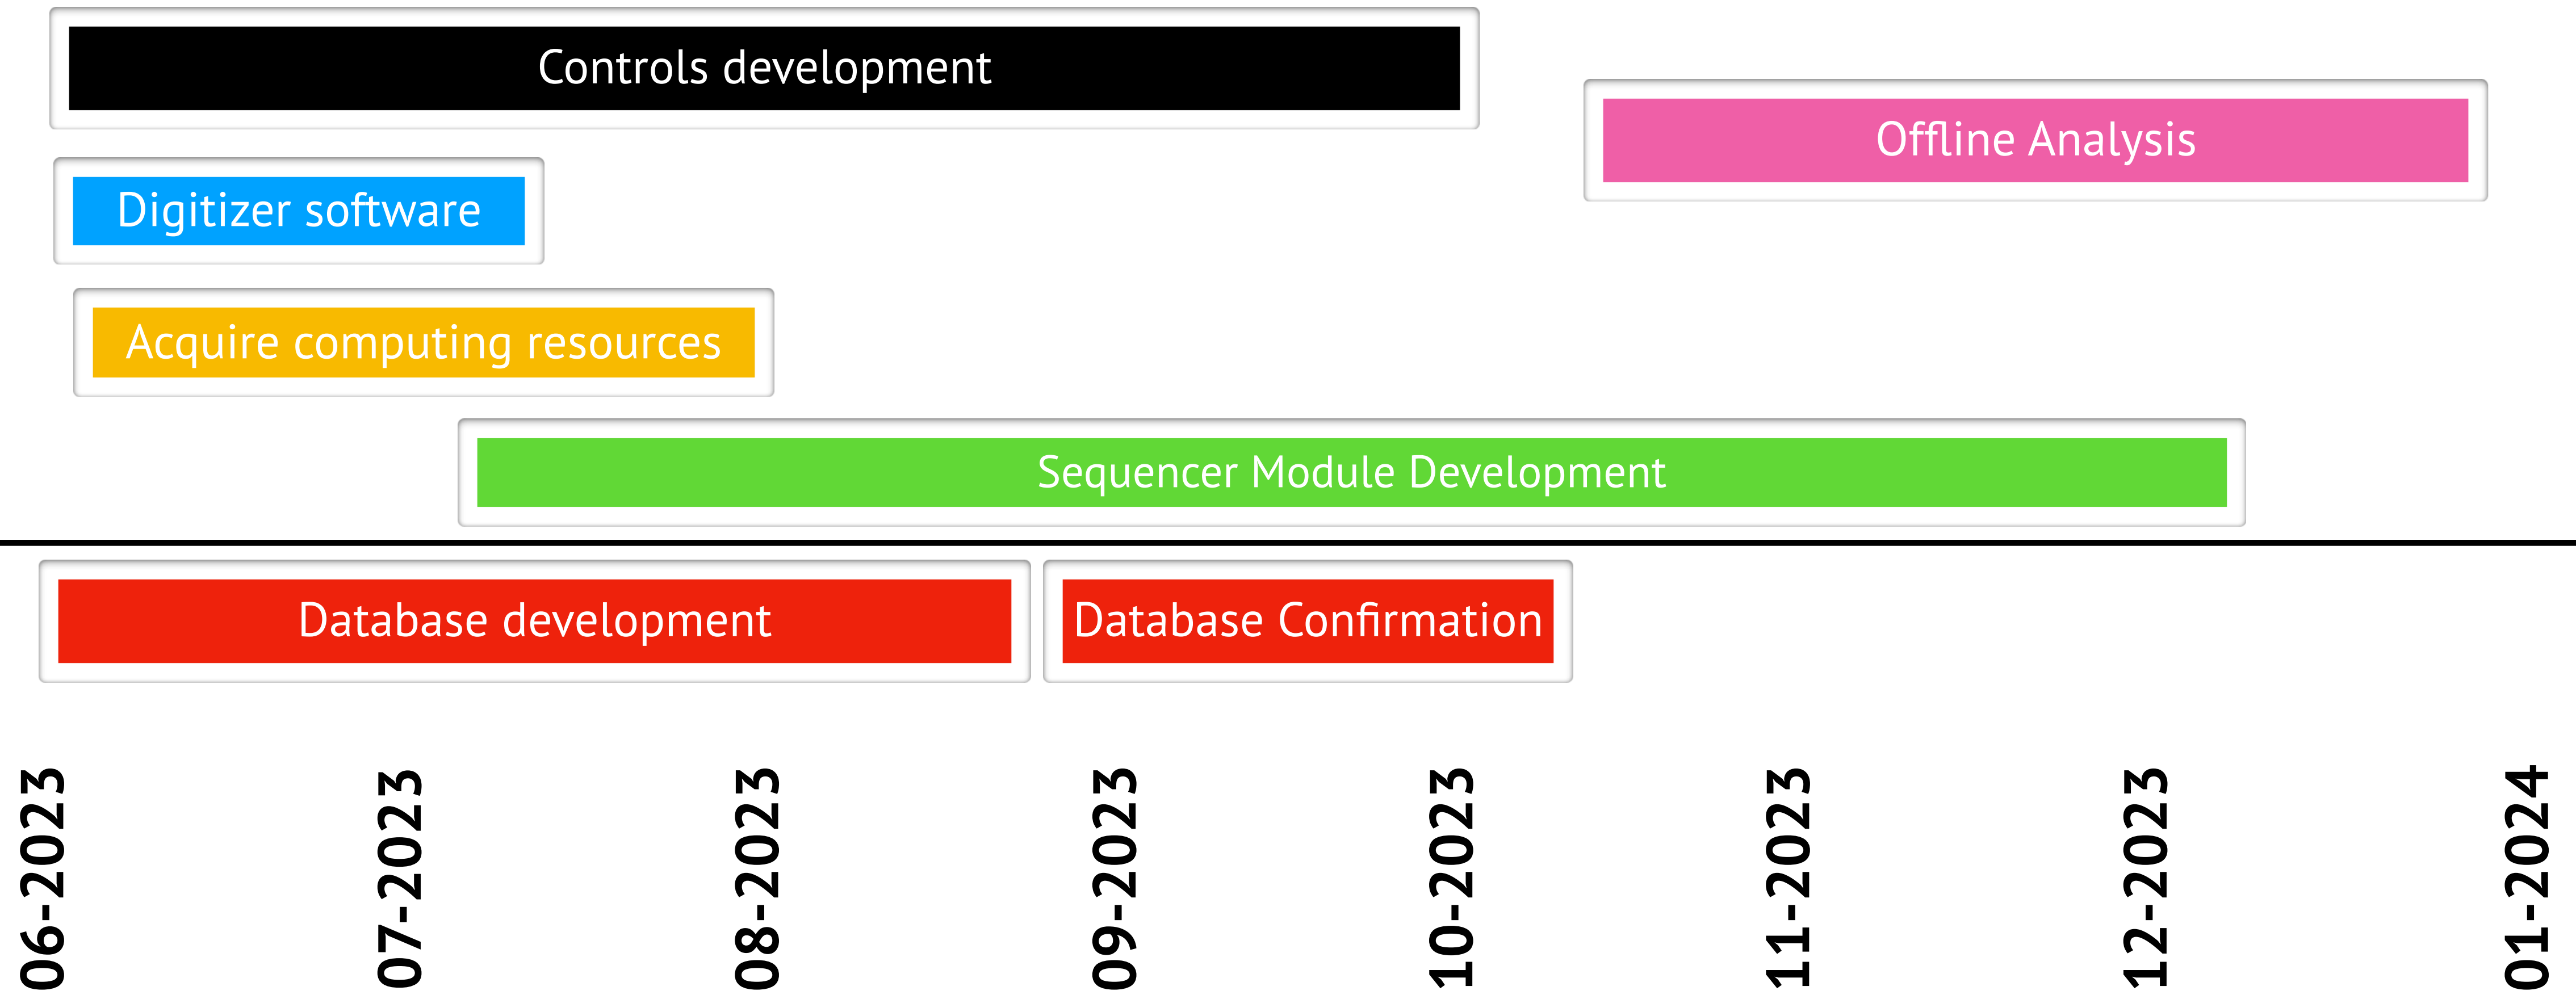 Controls development
Offline Analysis
Digitizer software
Acquire computing resources
Sequencer Module Development
Database development
Database Confirmation
06-2023
07-2023
08-2023
09-2023
10-2023
11-2023
12-2023
01-2024